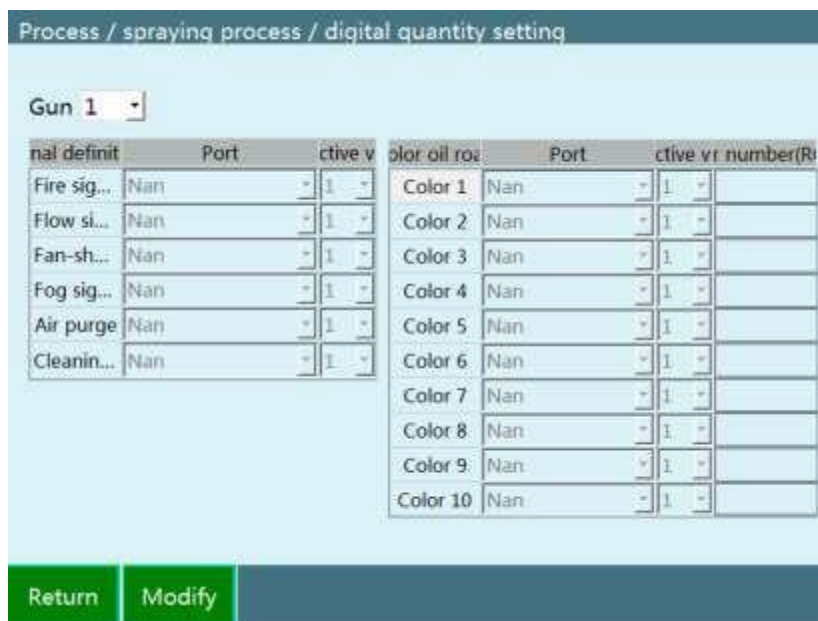 Process / spraying process / digital quantity setting
Gun 1
nal definit Port ctive v
Fire sig... Nan 1
Flow si... Nan 1
Fan-sh... Nan 1
Fog sig... Nan 1
Air purge Nan 1
Cleanin... Nan 1
olor oil roa Port ctive v r number(R
Color 1 Nan 1
Color 2 Nan 1
Color 3 Nan 1
Color 4 Nan 1
Color 5 Nan 1
Color 6 Nan 1
Color 7 Nan 1
Color 8 Nan 1
Color 9 Nan 1
Color 10 Nan 1
Return Modify